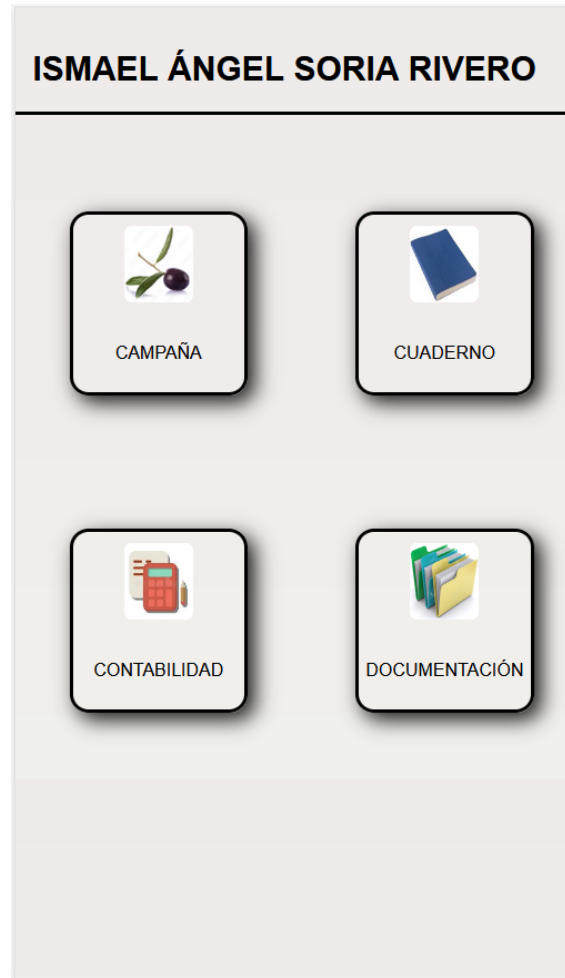 ISMAEL ÁNGEL SORIA RIVERO
CAMPAÑA
CUADERNO
CONTABILIDAD
DOCUMENTACIÓN